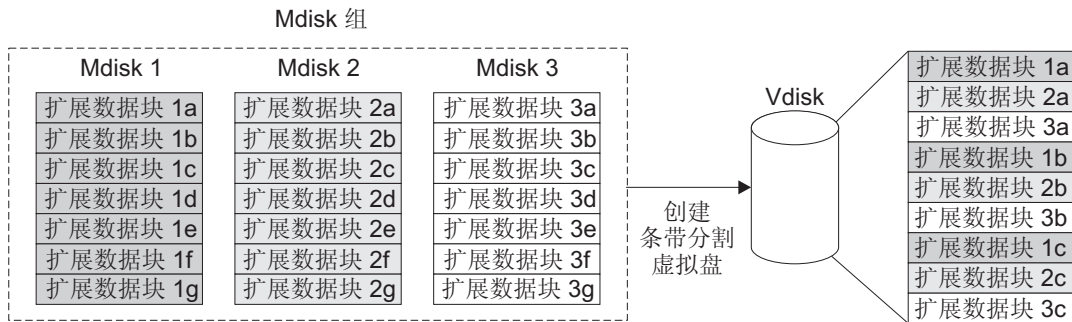 Mdisk 组
Mdisk 1
扩展数据块 1a
扩展数据块 1b
扩展数据块 1c
扩展数据块 1d
扩展数据块 1e
扩展数据块 1f
扩展数据块 1g
Mdisk 2
扩展数据块 2a
扩展数据块 2b
扩展数据块 2c
扩展数据块 2d
扩展数据块 2e
扩展数据块 2f
扩展数据块 2g
Mdisk 3
扩展数据块 3a
扩展数据块 3b
扩展数据块 3c
扩展数据块 3d
扩展数据块 3e
扩展数据块 3f
扩展数据块 3g
创建
条带分割
虚拟盘
Vdisk
扩展数据块 1a
扩展数据块 2a
扩展数据块 3a
扩展数据块 1b
扩展数据块 2b
扩展数据块 3b
扩展数据块 1c
扩展数据块 2c
扩展数据块 3c